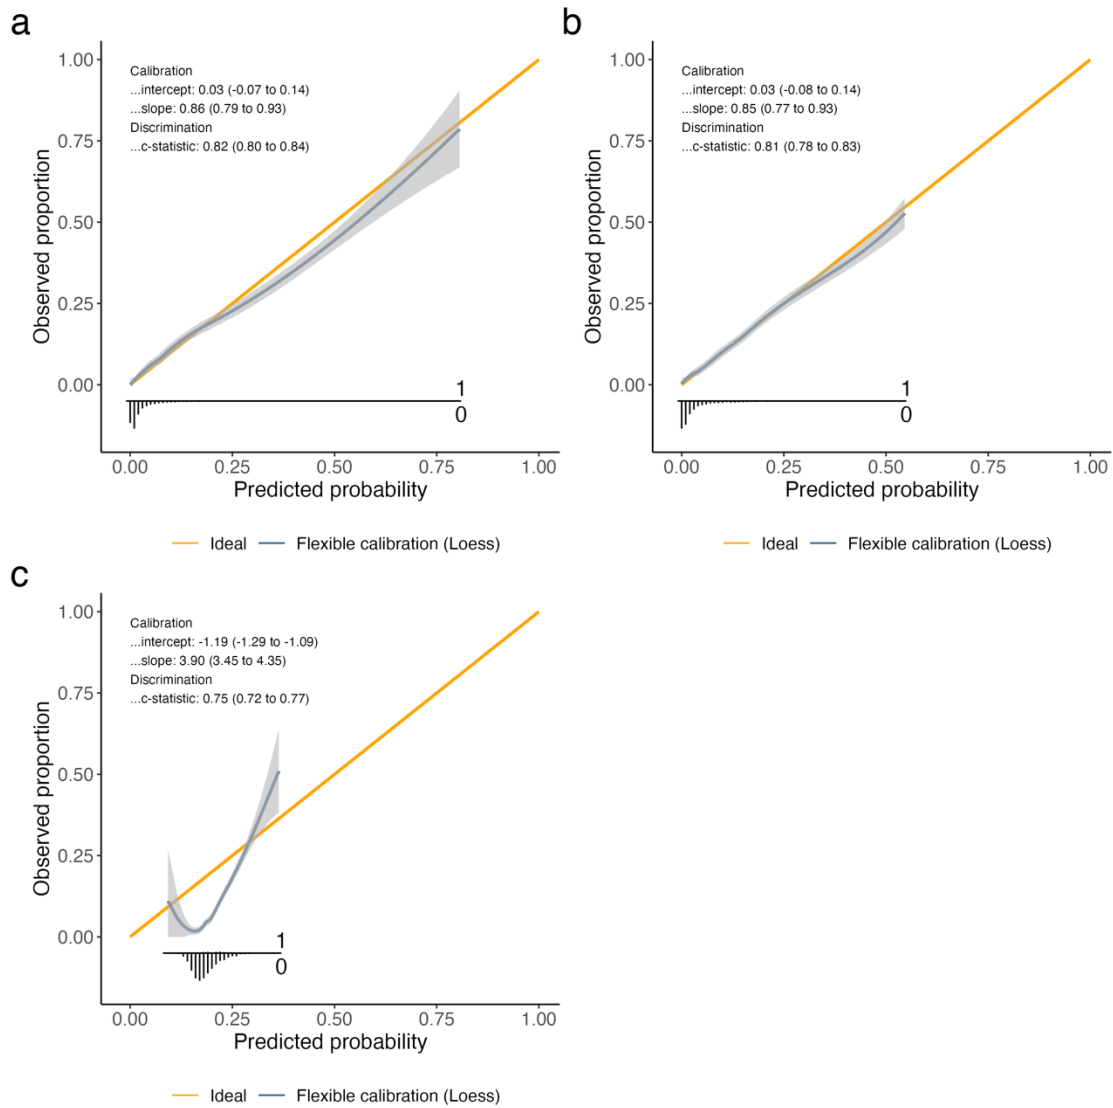 a
1.00
0.75
0.50
0.25
0.00
Observed proportion
Calibration
...intercept: 0.03 (-0.07 to 0.14)
...slope: 0.86 (0.79 to 0.93)
Discrimination
...c-statistic: 0.82 (0.80 to 0.84)
1
0
0.00 0.25 0.50 0.75 1.00
Predicted probability
Ideal Flexible calibration (Loess)
b
1.00
0.75
0.50
0.25
0.00
Observed proportion
Calibration
...intercept: 0.03 (-0.08 to 0.14)
...slope: 0.85 (0.77 to 0.93)
Discrimination
...c-statistic: 0.81 (0.78 to 0.83)
1
0
0.00 0.25 0.50 0.75 1.00
Predicted probability
Ideal Flexible calibration (Loess)
c
1.00
0.75
0.50
0.25
0.00
Observed proportion
Calibration
...intercept: -1.19 (-1.29 to -1.09)
...slope: 3.90 (3.45 to 4.35)
Discrimination
...c-statistic: 0.75 (0.72 to 0.77)
1
0
0.00 0.25 0.50 0.75 1.00
Predicted probability
Ideal Flexible calibration (Loess)